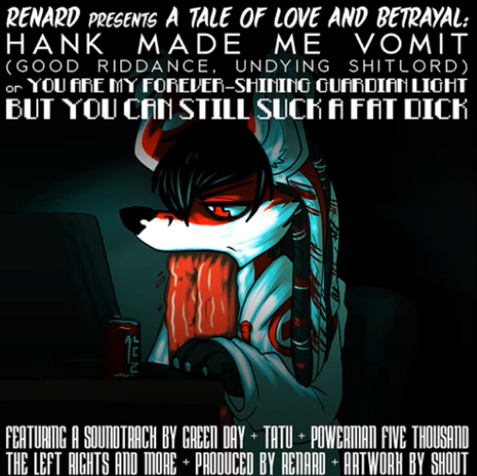 RENARD PRESENTS A TALE OF LOVE AND BETRAYAL:
HANK MADE ME VOMIT
(GOOD RIDDANCE, UNDYING SHITLORD)
or YOU ARE MY FOREVER-SHINING GUARDIAN LIGHT
BUT YOU CAN STILL SUCK A FAT DICK
FEATURING A SOUNDTRACK BY GREEN DAY + TATU + POWERMAN FIVE THOUSAND
THE LEFT RIGHTS AND MORE + PRODUCED BY RENARD + ARTWORK BY SHOUT